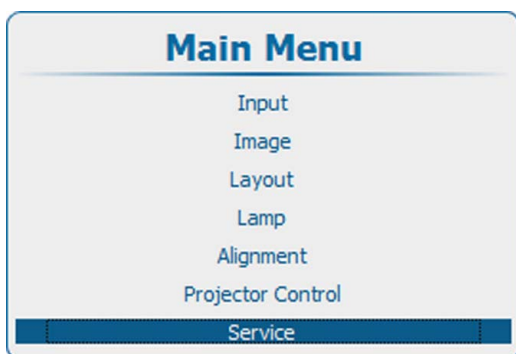 Main Menu
Input
Image
Layout
Lamp
Alignment
Projector Control
Service